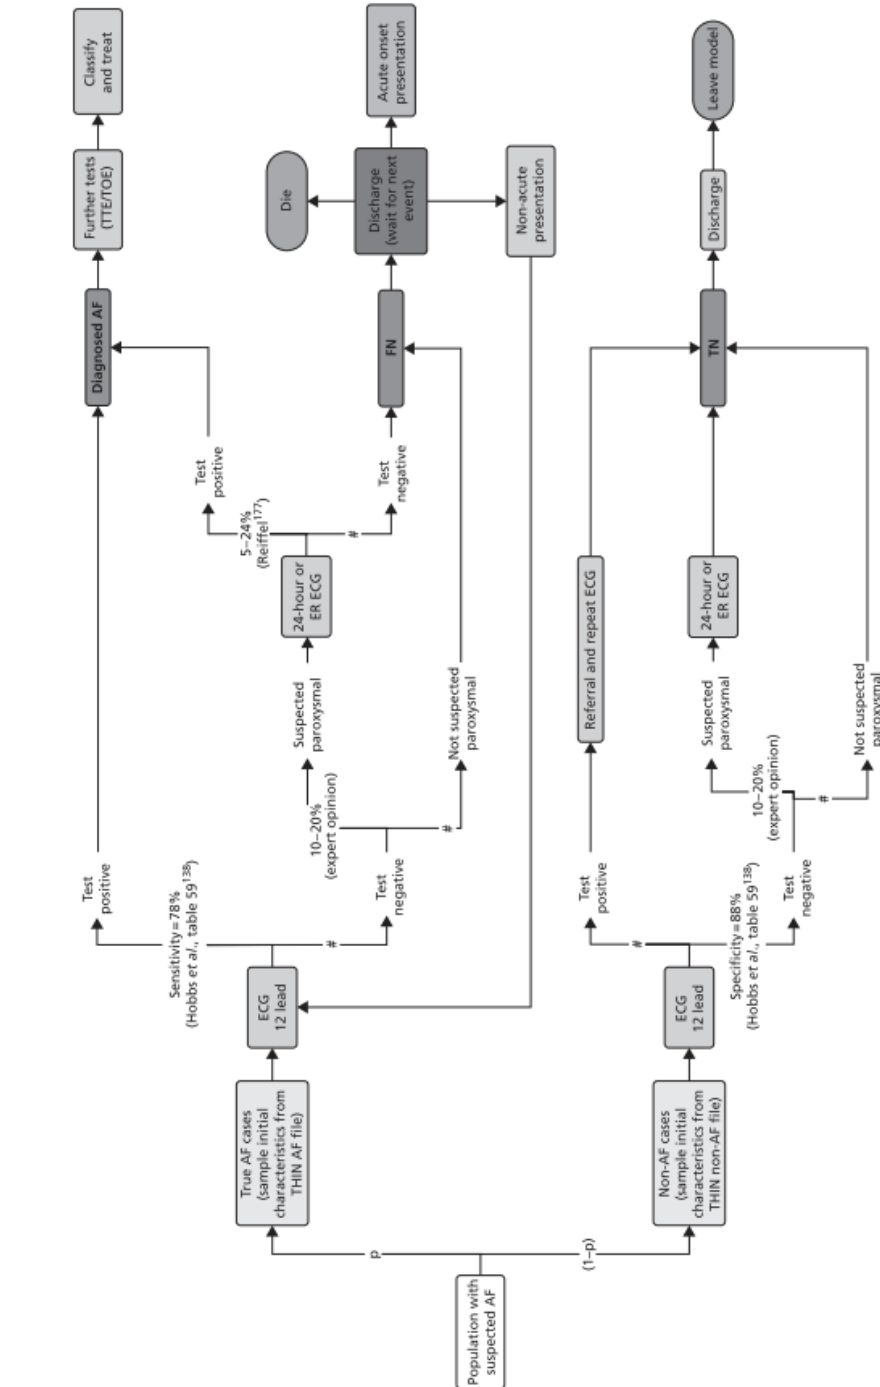 Population with
suspected AF
p
(1–p)
True AF cases
(sample initial
characteristics from
THIN AF file)
ECG
12 lead
Sensitivity=78%
(Hobbs et al., table 59138)
#
Test
positive
Test
negative
10–20%
(expert opinion)
#
Suspected
paroxysmal
Not suspected
paroxysmal
24-hour or
ER ECG
5–24%
(Reiffel177)
#
Test
positive
Test
negative
Diagnosed AF
Further tests
(TTE/TOE)
Classify
and treat
FN
Discharge
(wait for next
event)
Die
Acute onset
presentation
Non-acute
presentation
Non-AF cases
(sample initial
characteristics from
THIN non-AF file)
ECG
12 lead
#
Specificity=88%
(Hobbs et al., table 59138)
Test
positive
Test
negative
Referral and repeat ECG
10–20%
(expert opinion)
#
Suspected
paroxysmal
Not suspected
paroxysmal
24-hour or
ER ECG
TN
Discharge
Leave model